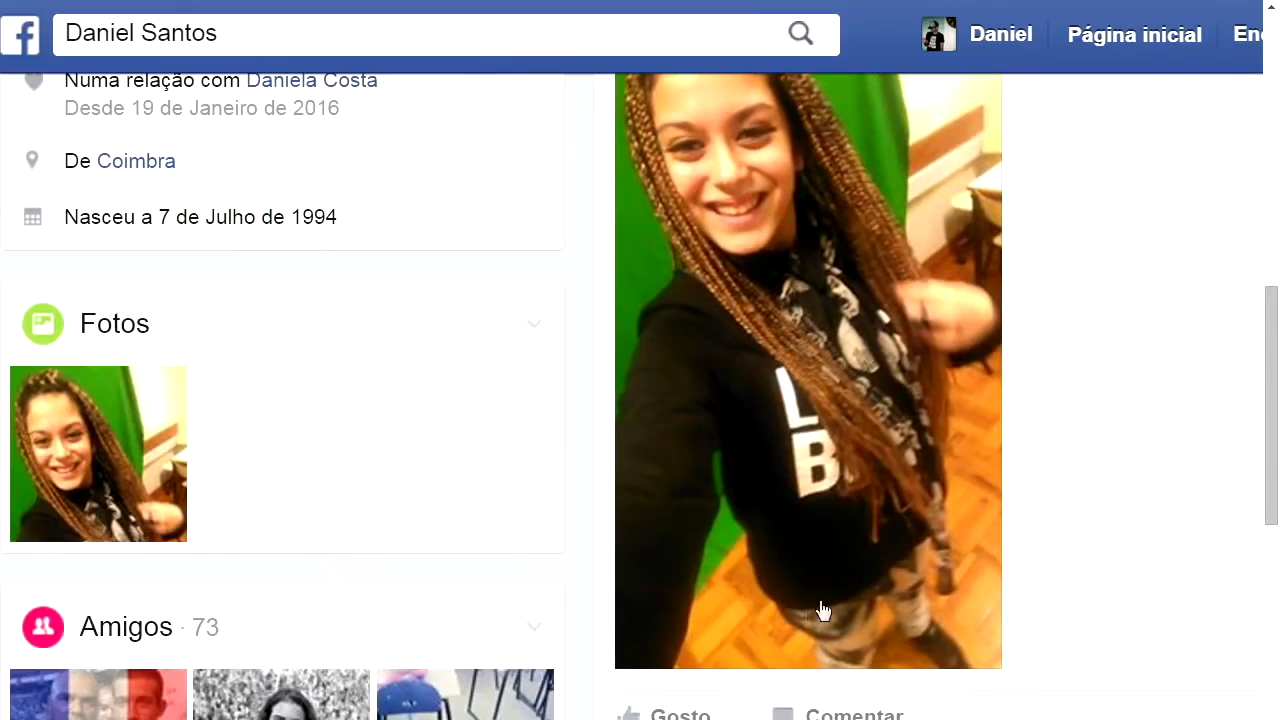 Daniel Santos
Daniel
Página inicial
Numa relação com Daniela Costa
Desde 19 de Janeiro de 2016
De Coimbra
Nasceu a 7 de Julho de 1994
Fotos
Amigos · 73
L
B
Gosto
Comentar